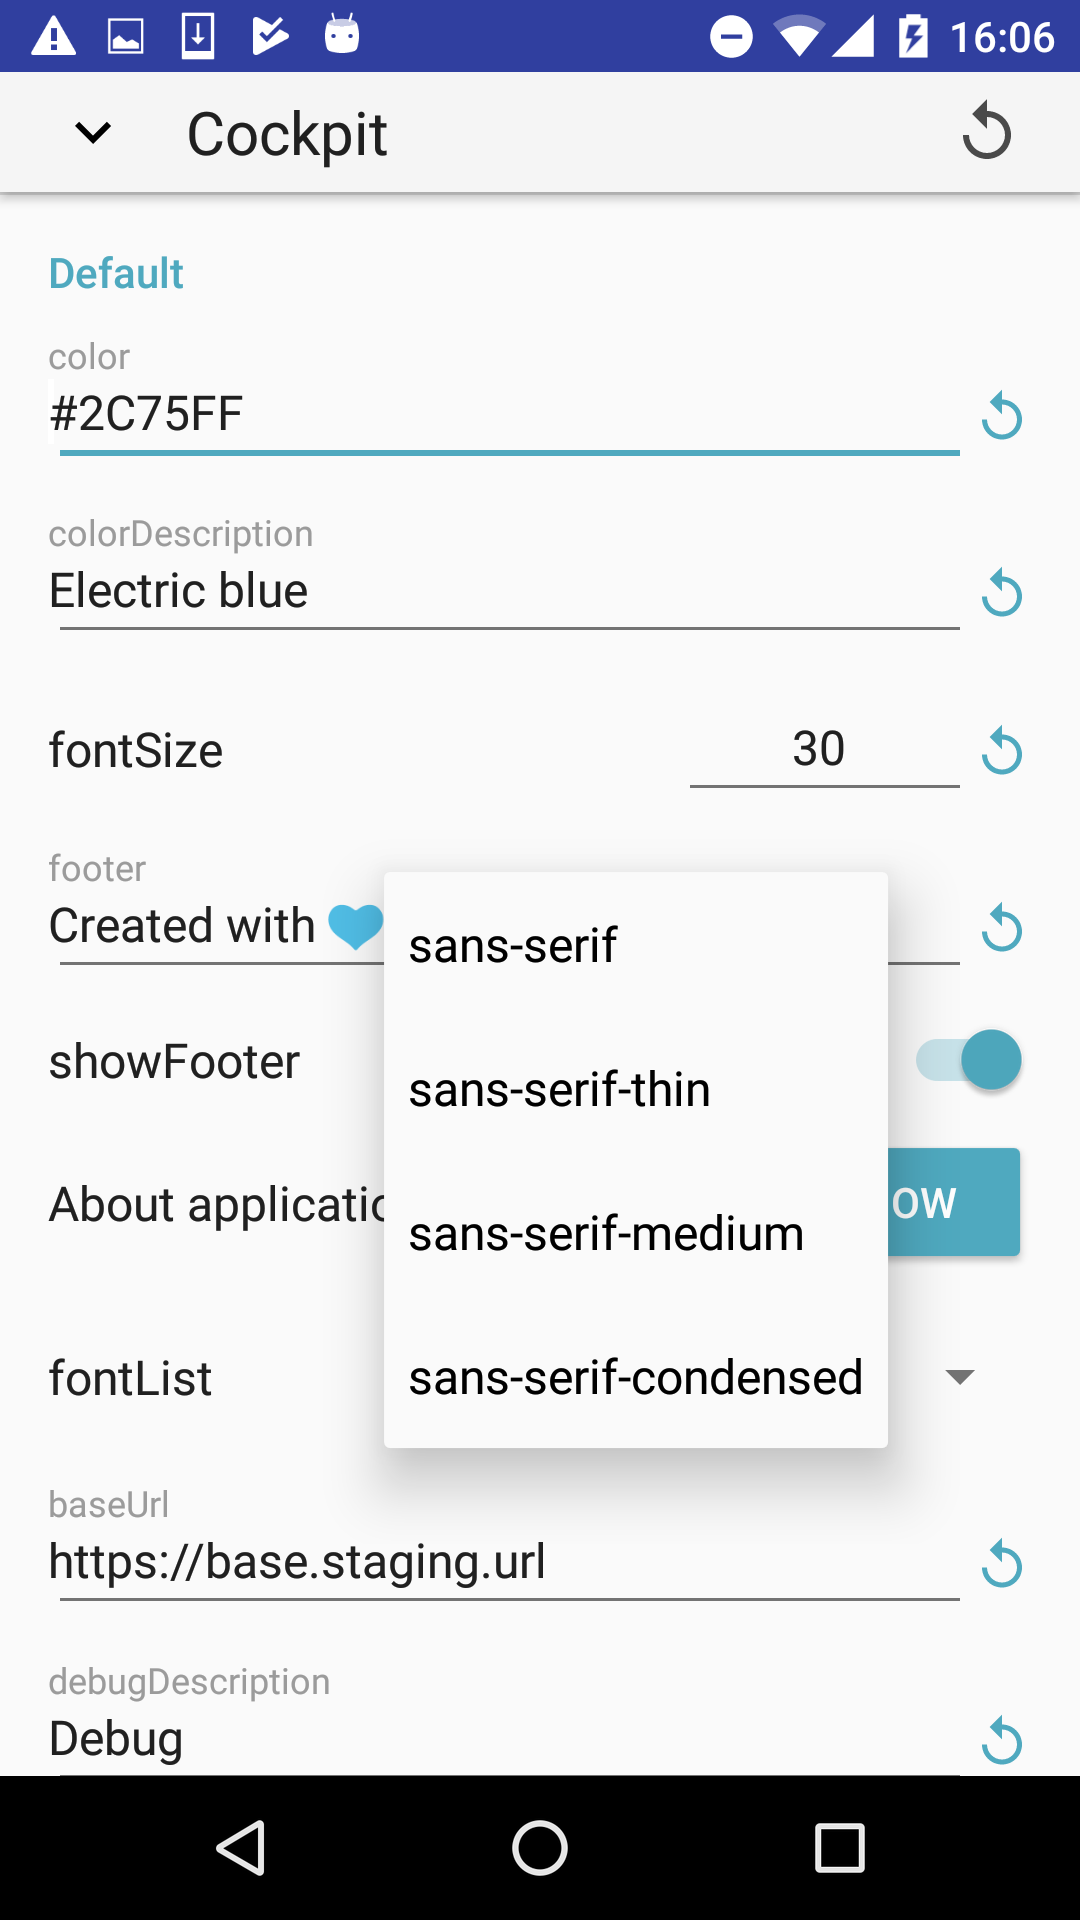 16:06
Cockpit
Default
color
#2C75FF
colorDescription
Electric blue
fontSize
30
footer
Created with
sans-serif
showFooter
sans-serif-thin
About applicatio
OW
sans-serif-medium
fontList
sans-serif-condensed
baseUrl
https://base.staging.url
debugDescription
Debug